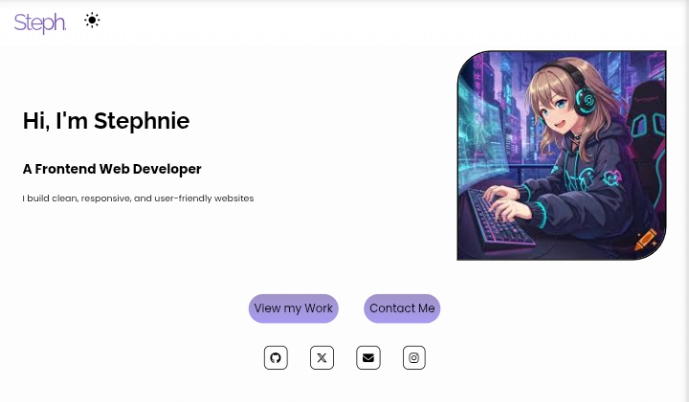 Steph.
Hi, I'm Stephnie
A Frontend Web Developer
I build clean, responsive, and user-friendly websites
View my Work
Contact Me